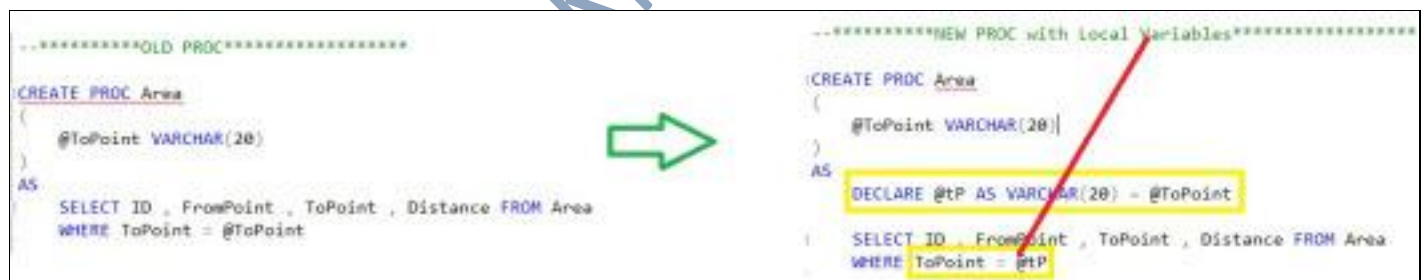 --**********OLD PROC******************
CREATE PROC Area
(
@ToPoint VARCHAR(20)
)
AS
SELECT ID , FromPoint , ToPoint , Distance FROM Area
WHERE ToPoint = @ToPoint
--**********NEW PROC with Local Variables******************
CREATE PROC Area
(
@ToPoint VARCHAR(20)
)
AS
DECLARE @tP AS VARCHAR(20) = @ToPoint
SELECT ID , FromPoint , ToPoint , Distance FROM Area
WHERE ToPoint = @tP